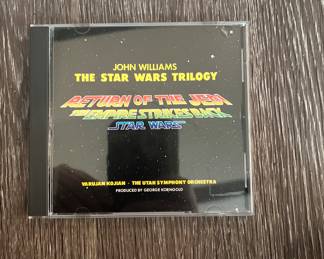 JOHN WILLIAMS
THE STAR WARS TRILOGY
RETURN OF THE JEDI
THE EMPIRE STRIKES BACK
STAR WARS
VARUJAN KOJIAN · THE UTAH SYMPHONY ORCHESTRA
PRODUCED BY GEORGE KORNGOLD